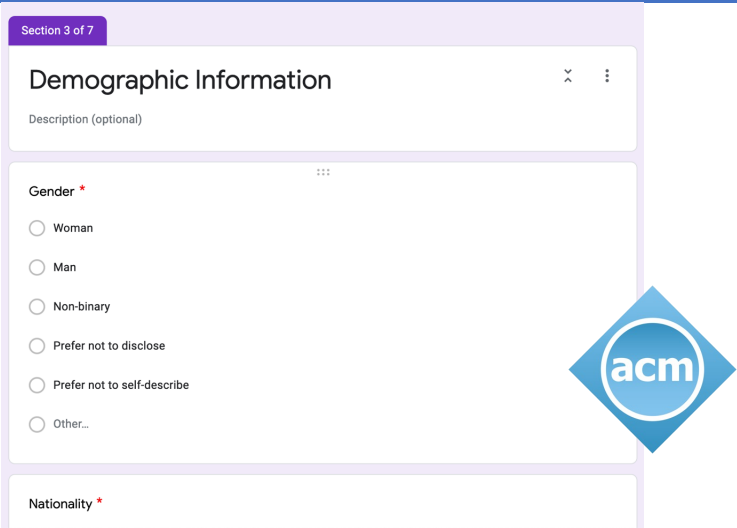 Section 3 of 7
Demographic Information
Description (optional)
Gender *
Woman
Man
Non-binary
Prefer not to disclose
Prefer not to self-describe
Other...
acm
Nationality *